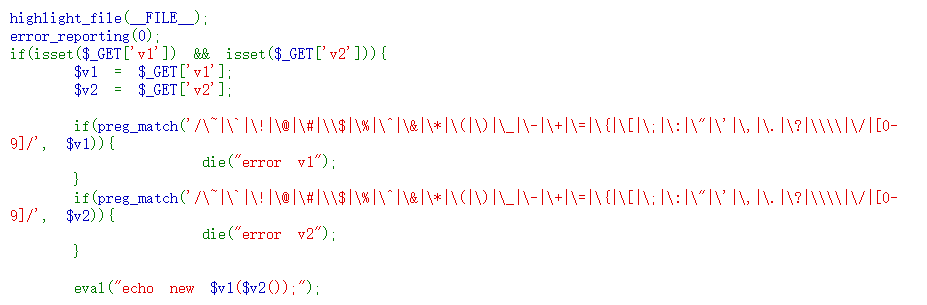 highlight_file(__FILE__);
error_reporting(0);
if(isset($_GET['v1']) && isset($_GET['v2'])){
$v1 = $_GET['v1'];
$v2 = $_GET['v2'];
if(preg_match('/\~|\`|\!|\@|\#|\\$|\%|\^|\&|\*|\(|\)|\_|\-|\+|\=|\{|\[|\;|\:|\"|\'|\,|\.|\?|\\\\|\/|[0-
9]/', $v1)){
die("error v1");
}
if(preg_match('/\~|\`|\!|\@|\#|\\$|\%|\^|\&|\*|\(|\)|\_|\-|\+|\=|\{|\[|\;|\:|\"|\'|\,|\.|\?|\\\\|\/|[0-
9]/', $v2)){
die("error v2");
}
eval("echo new $v1($v2());");